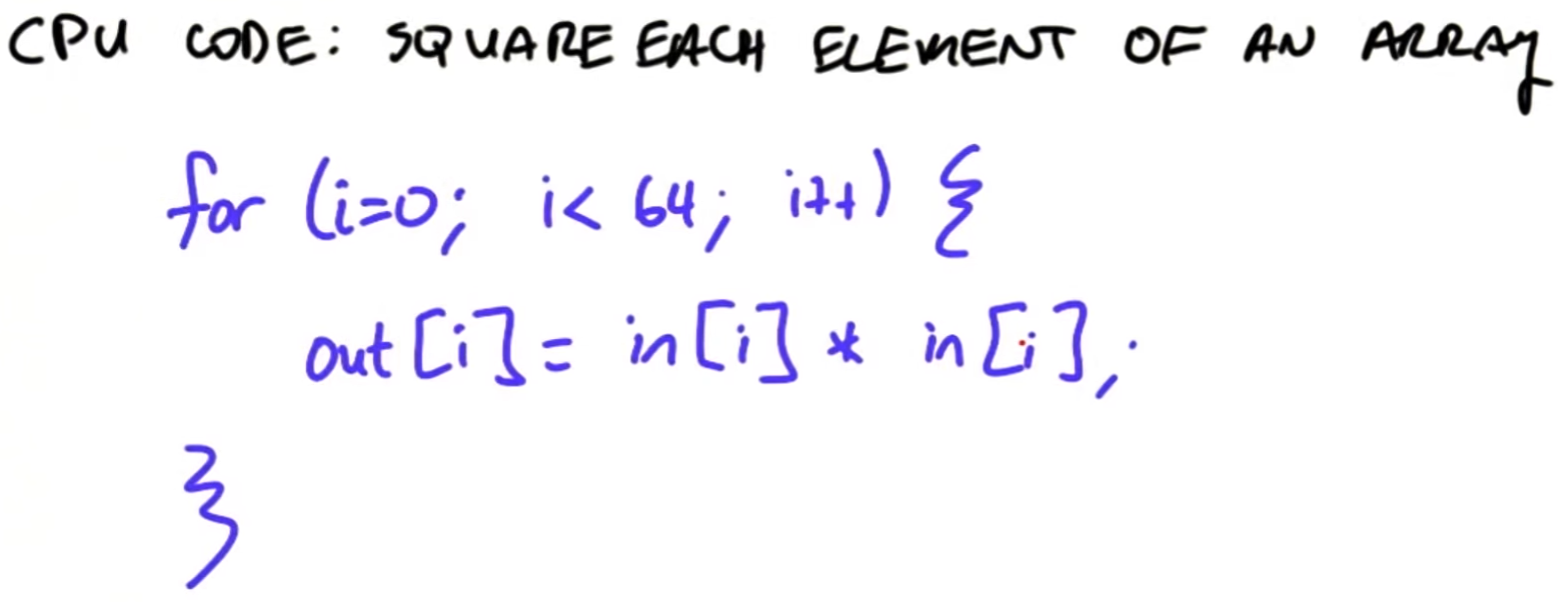 CPU CODE: SQUARE EACH ELEMENT OF AN ARRAY
for (i=0; i< 64; i++) {
out[i] = in[i] * in[i];
}